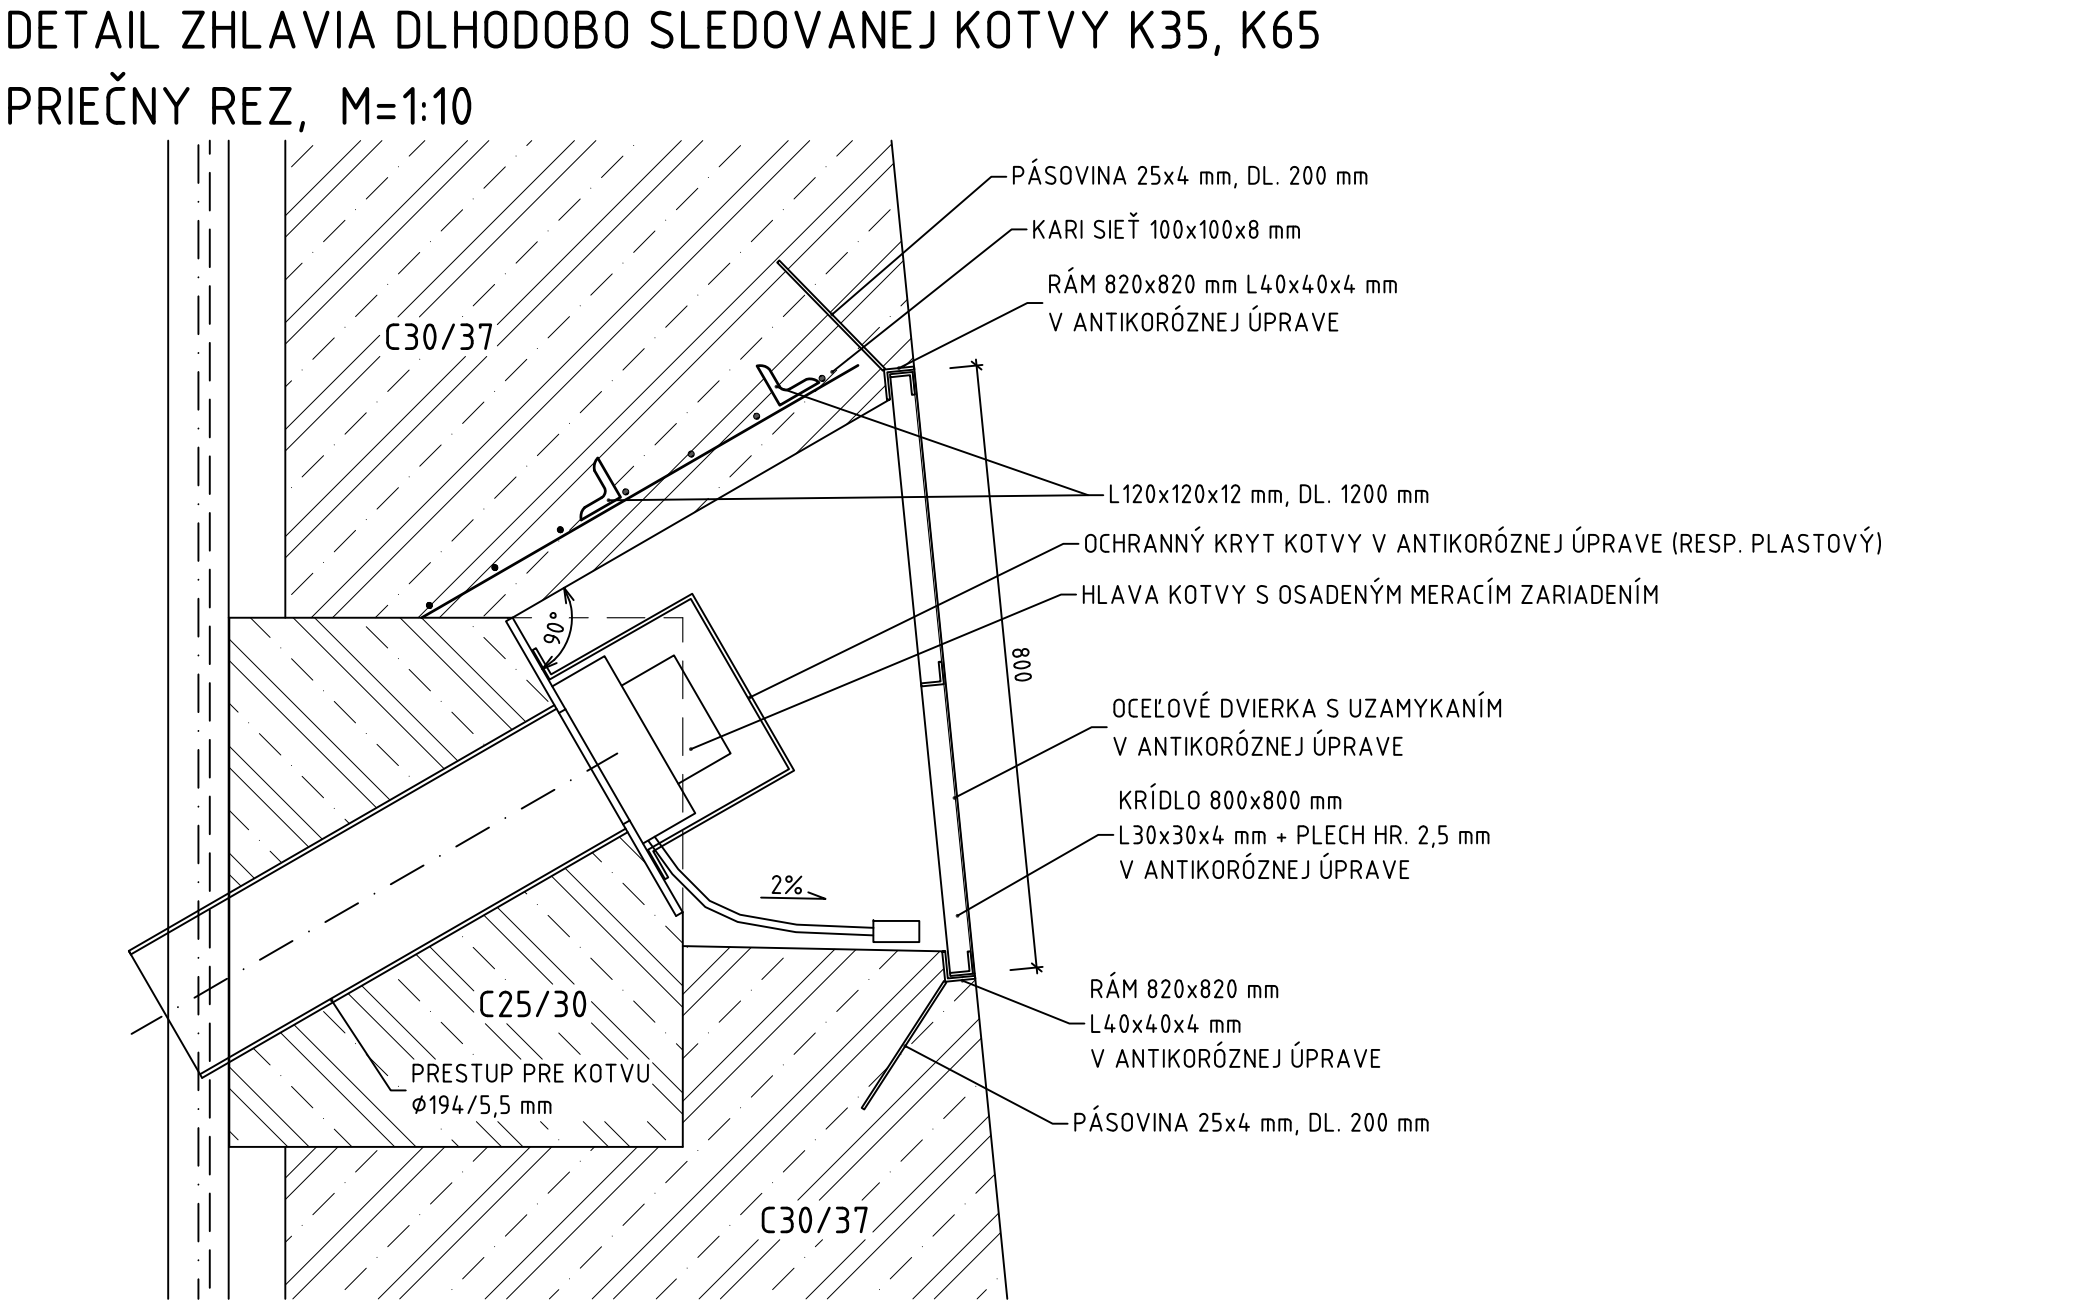 DETAIL ZHLAVIA DLHODOBO SLEDOVANEJ KOTVY K35, K65
PRIEČNY REZ, M=1:10
PÁSOVINA 25x4 mm, DL. 200 mm
KARI SIEŤ 100x100x8 mm
RÁM 820x820 mm L40x40x4 mm
V ANTIKORÓZNEJ ÚPRAVE
C30/37
L120x120x12 mm, DL. 1200 mm
OCHRANNÝ KRYT KOTVY V ANTIKORÓZNEJ ÚPRAVE (RESP. PLASTOVÝ)
HLAVA KOTVY S OSADENÝM MERACÍM ZARIADENÍM
90°
800
OCEĽOVÉ DVIERKA S UZAMYKANÍM
V ANTIKORÓZNEJ ÚPRAVE
KRÍDLO 800x800 mm
L30x30x4 mm + PLECH HR. 2,5 mm
V ANTIKORÓZNEJ ÚPRAVE
2%
RÁM 820x820 mm
L40x40x4 mm
V ANTIKORÓZNEJ ÚPRAVE
C25/30
PRESTUP PRE KOTVU
Ø194/5,5 mm
PÁSOVINA 25x4 mm, DL. 200 mm
C30/37